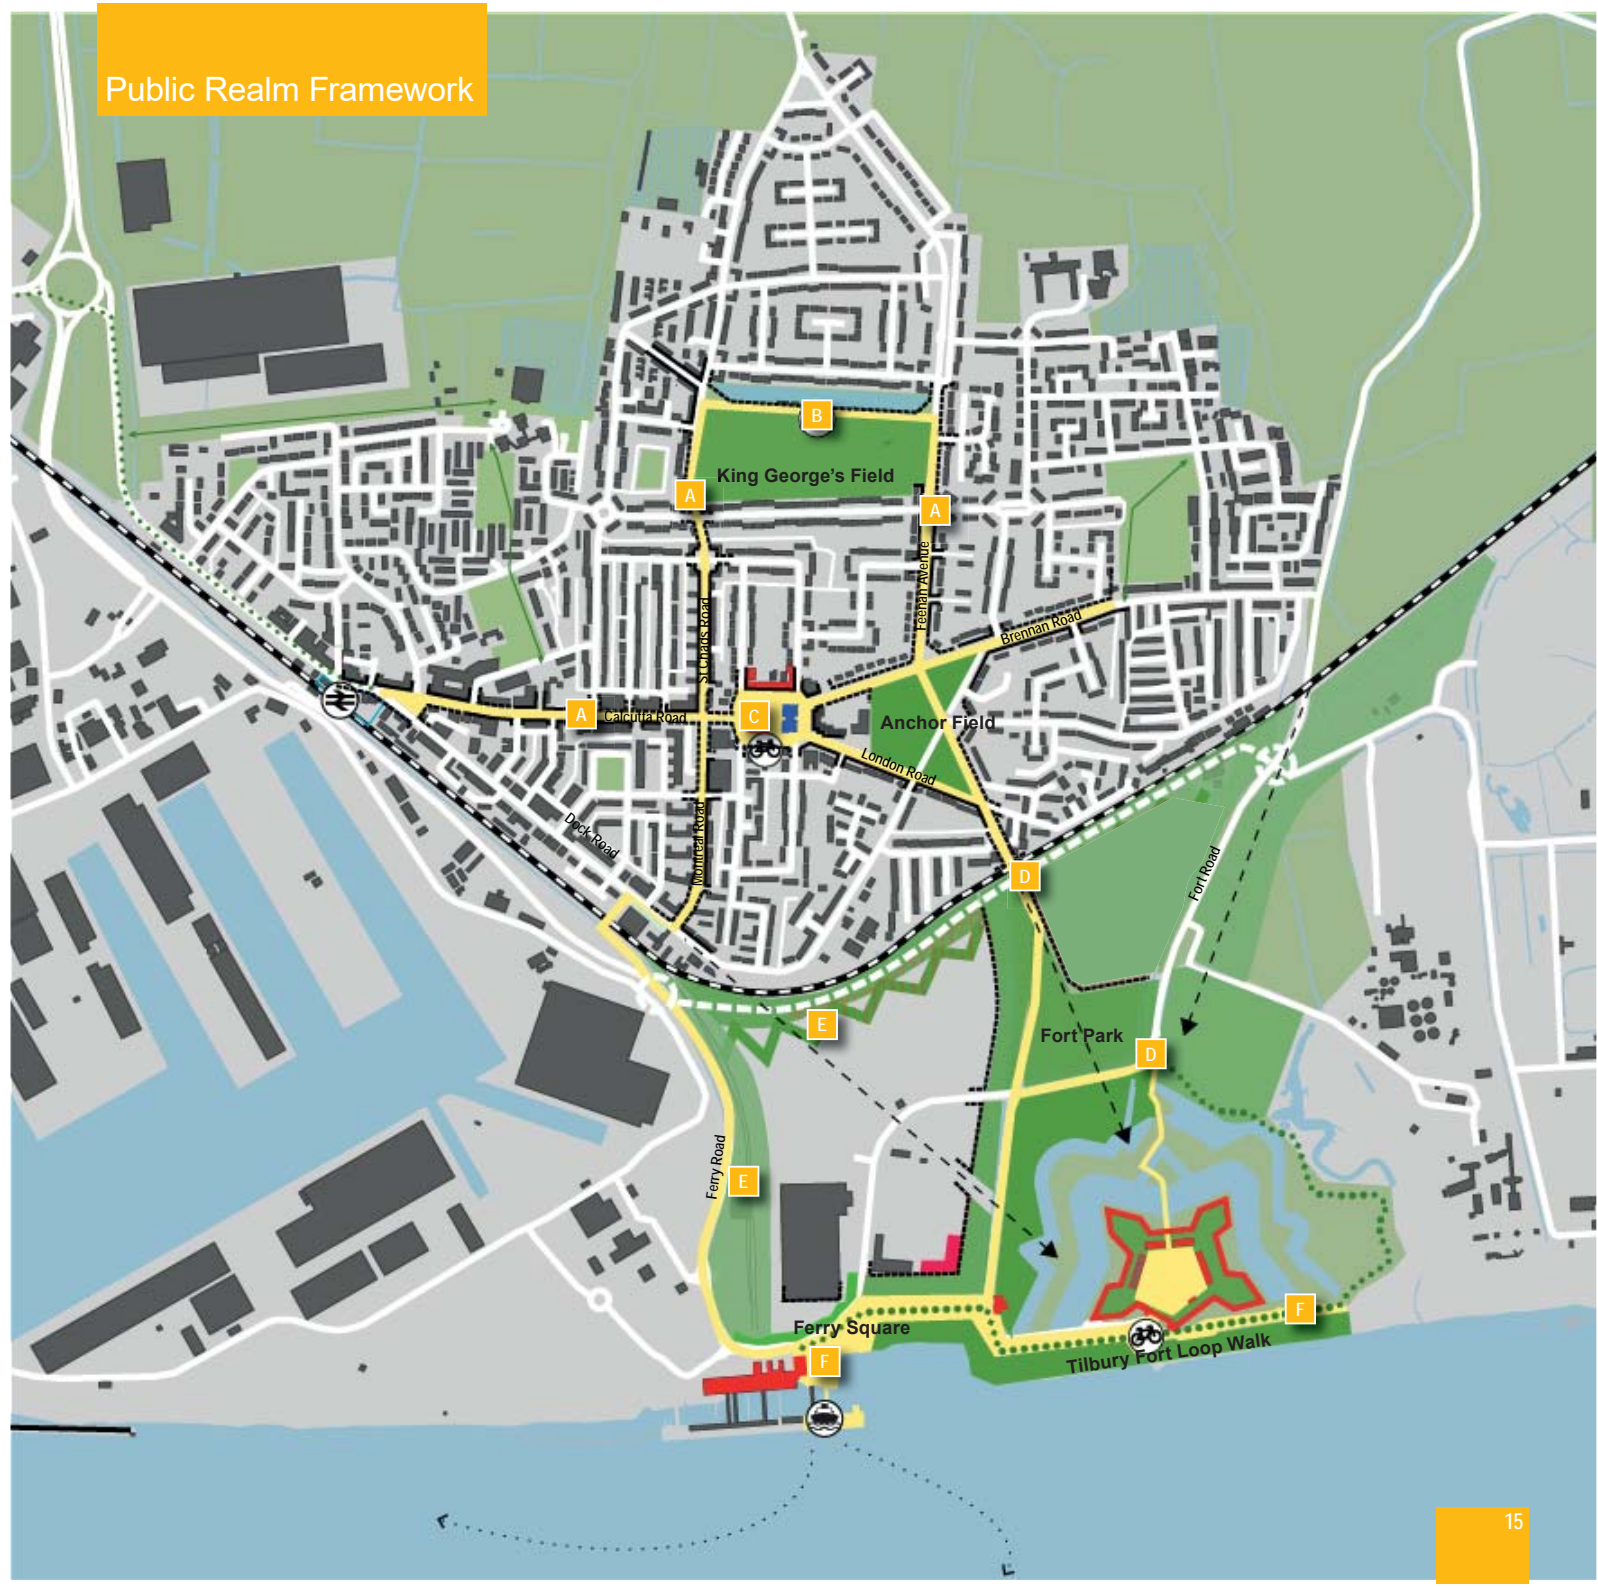 Public Realm Framework
B
King George's Field
A
A
Feenan Avenue
St Chads Road
Brennan Road
A
Calcutta Road
C
Anchor Field
London Road
Dock Road
Montreal Road
D
Fort Road
E
Fort Park
D
Ferry Road
E
F
Ferry Square
Tilbury Fort Loop Walk
F
15